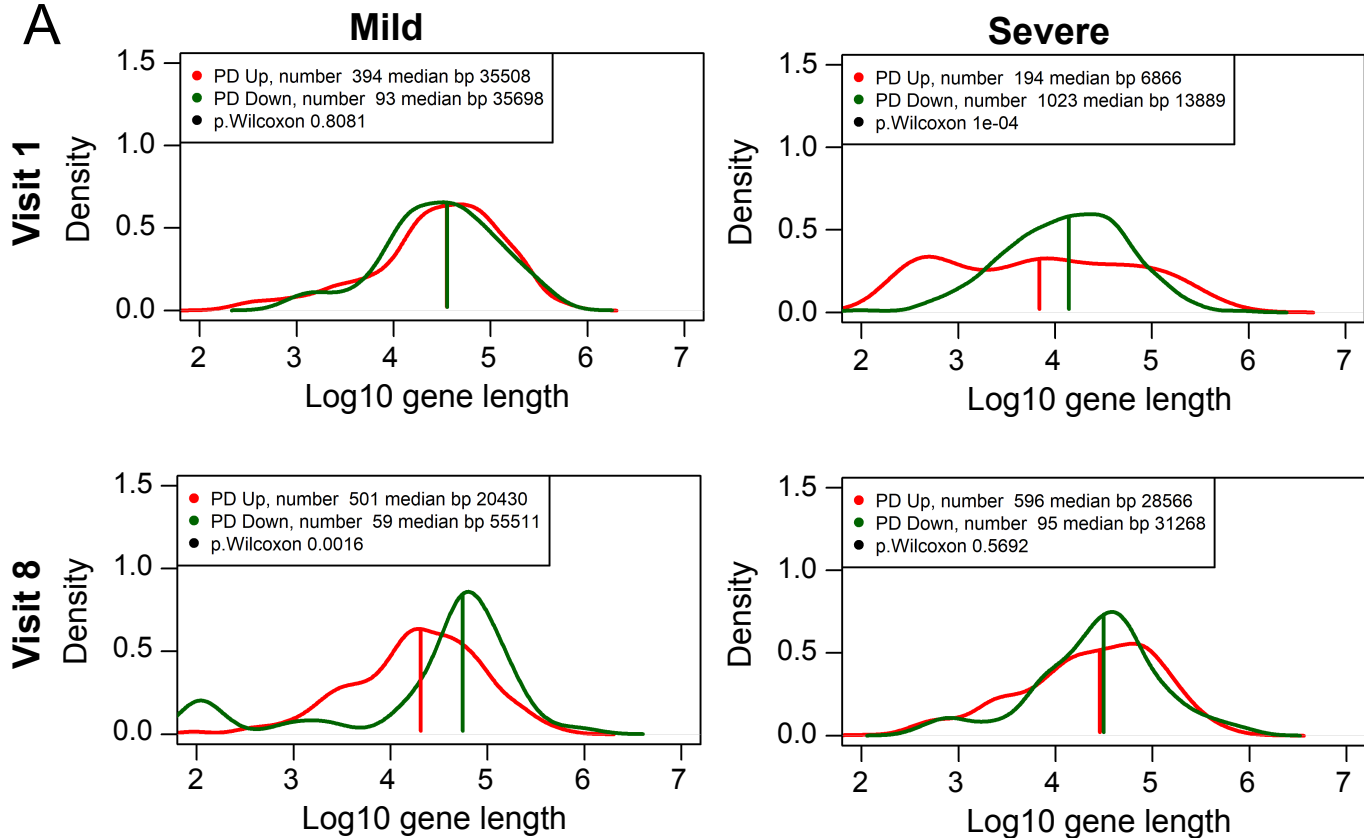 A
Mild
Severe
Visit 1
Density
1.5
1.0
0.5
0.0
PD Up, number 394 median bp 35508
PD Down, number 93 median bp 35698
p.Wilcoxon 0.8081
2 3 4 5 6 7
Log10 gene length
Density
1.5
1.0
0.5
0.0
PD Up, number 194 median bp 6866
PD Down, number 1023 median bp 13889
p.Wilcoxon 1e-04
2 3 4 5 6 7
Log10 gene length
Visit 8
Density
1.5
1.0
0.5
0.0
PD Up, number 501 median bp 20430
PD Down, number 59 median bp 55511
p.Wilcoxon 0.0016
2 3 4 5 6 7
Log10 gene length
Density
1.5
1.0
0.5
0.0
PD Up, number 596 median bp 28566
PD Down, number 95 median bp 31268
p.Wilcoxon 0.5692
2 3 4 5 6 7
Log10 gene length